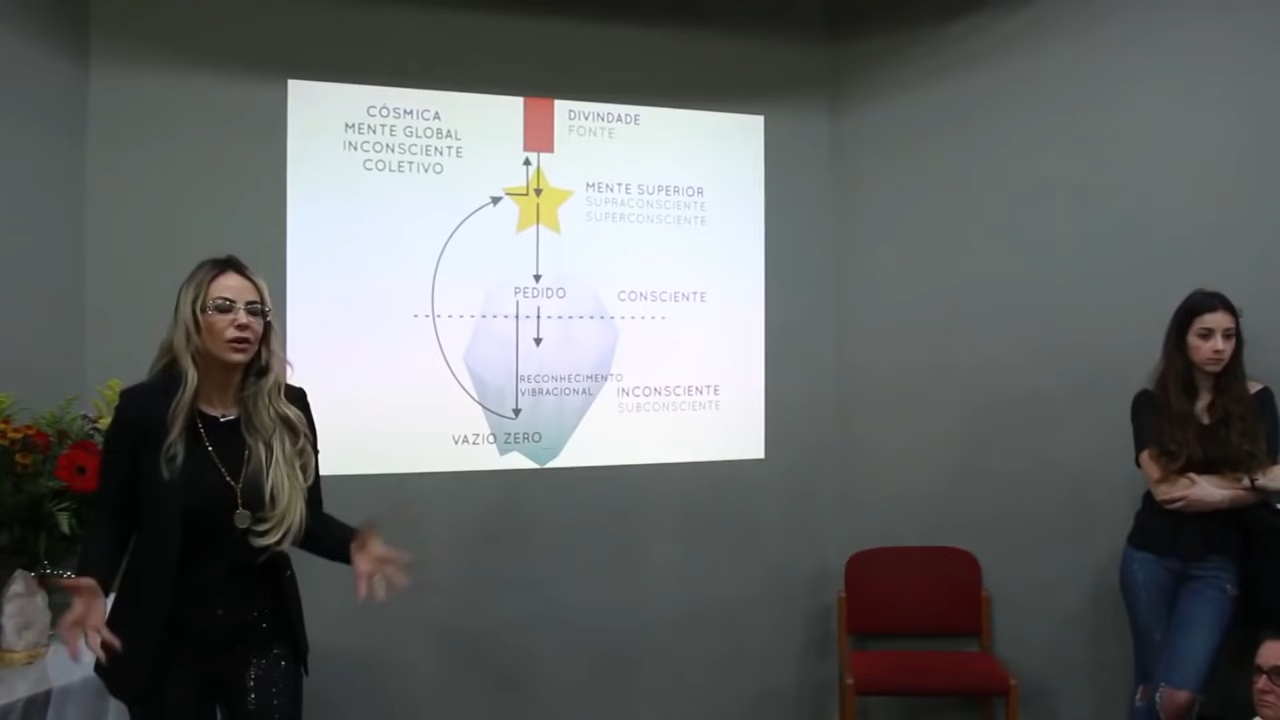 CÓSMICA
MENTE GLOBAL
INCONSCIENTE
COLETIVO
DIVINDADE
FONTE
MENTE SUPERIOR
SUPRACONSCIENTE
SUPERCONSCIENTE
PEDIDO
CONSCIENTE
RECONHECIMENTO
VIBRACIONAL
INCONSCIENTE
SUBCONSCIENTE
VAZIO ZERO